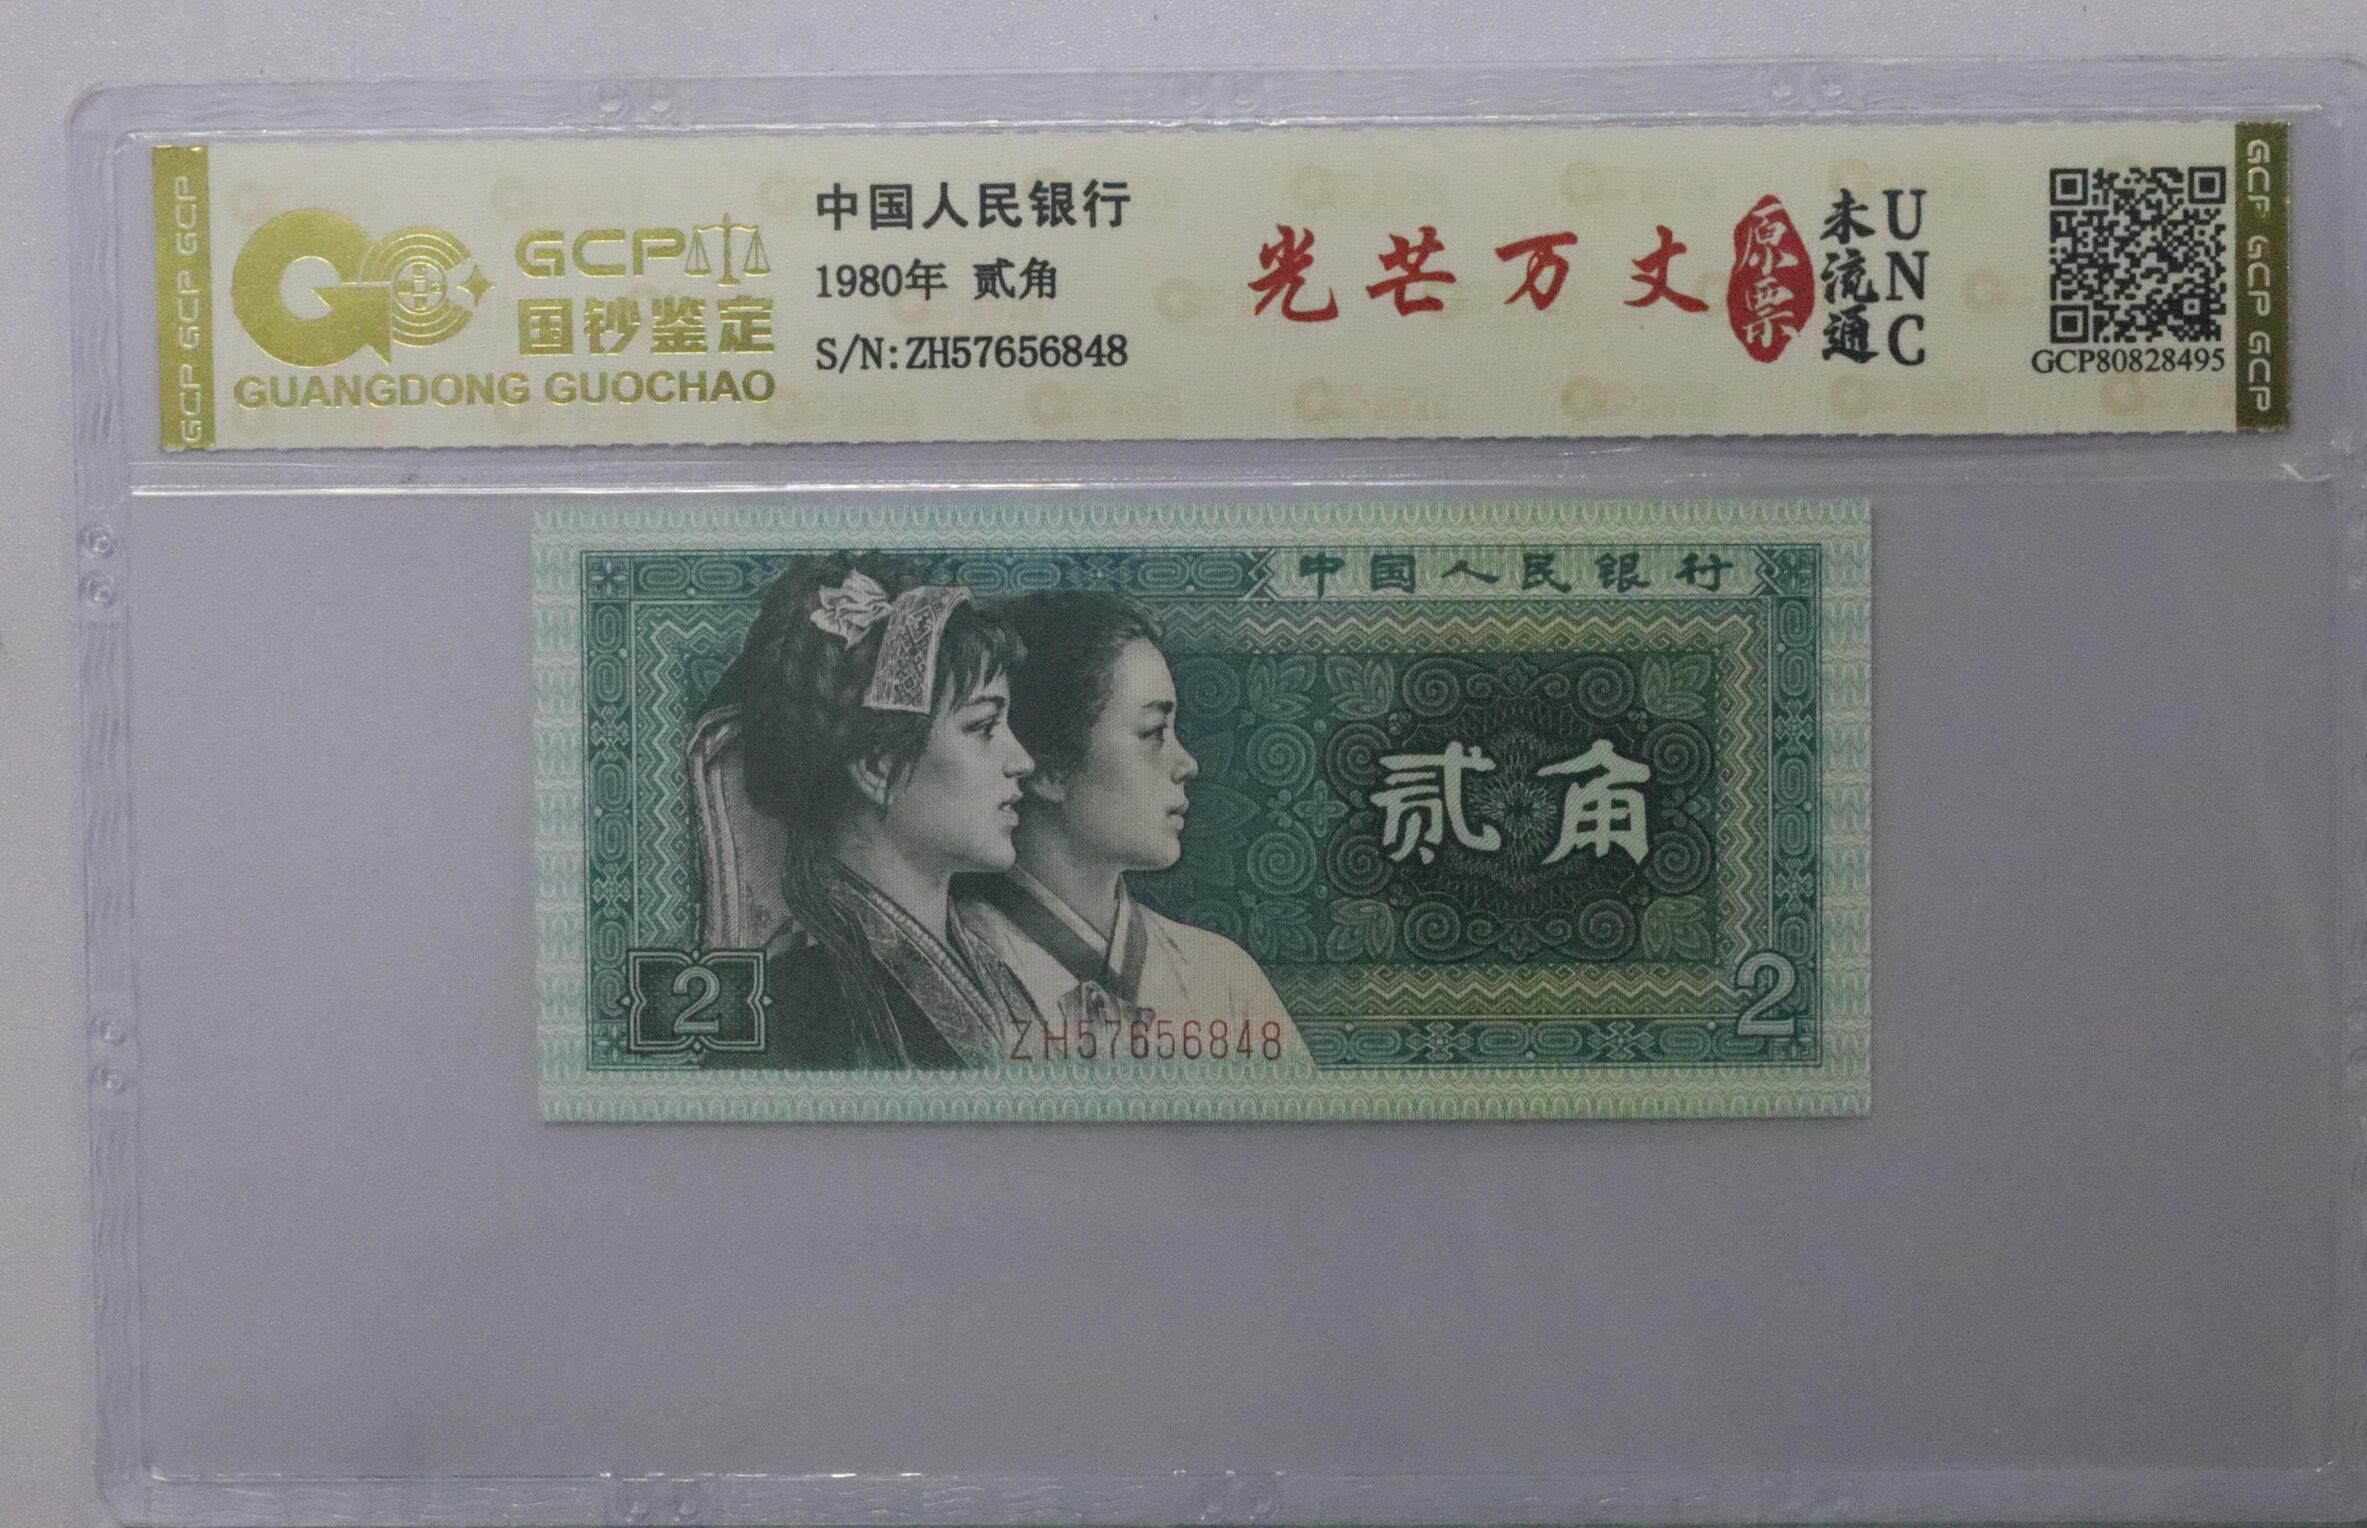 GCP GCP GCP
GCP
国钞鉴定
GUANGDONG GUOCHAO
中国人民银行
1980年 贰角
S/N:ZH57656848
光芒万丈
原票
未流通
UNC
GCP80828495
GCP GCP GCP
中国人民银行
贰角
2
ZH57656848
2